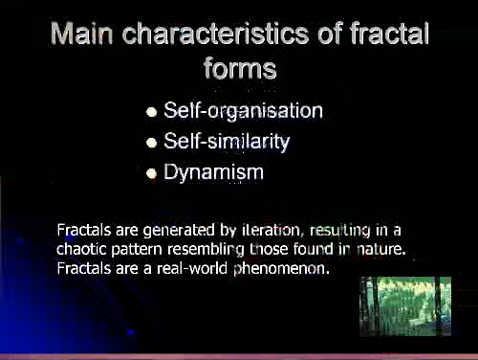 Main characteristics of fractal
forms
Self-organisation
Self-similarity
Dynamism
Fractals are generated by iteration, resulting in a
chaotic pattern resembling those found in nature.
Fractals are a real-world phenomenon.